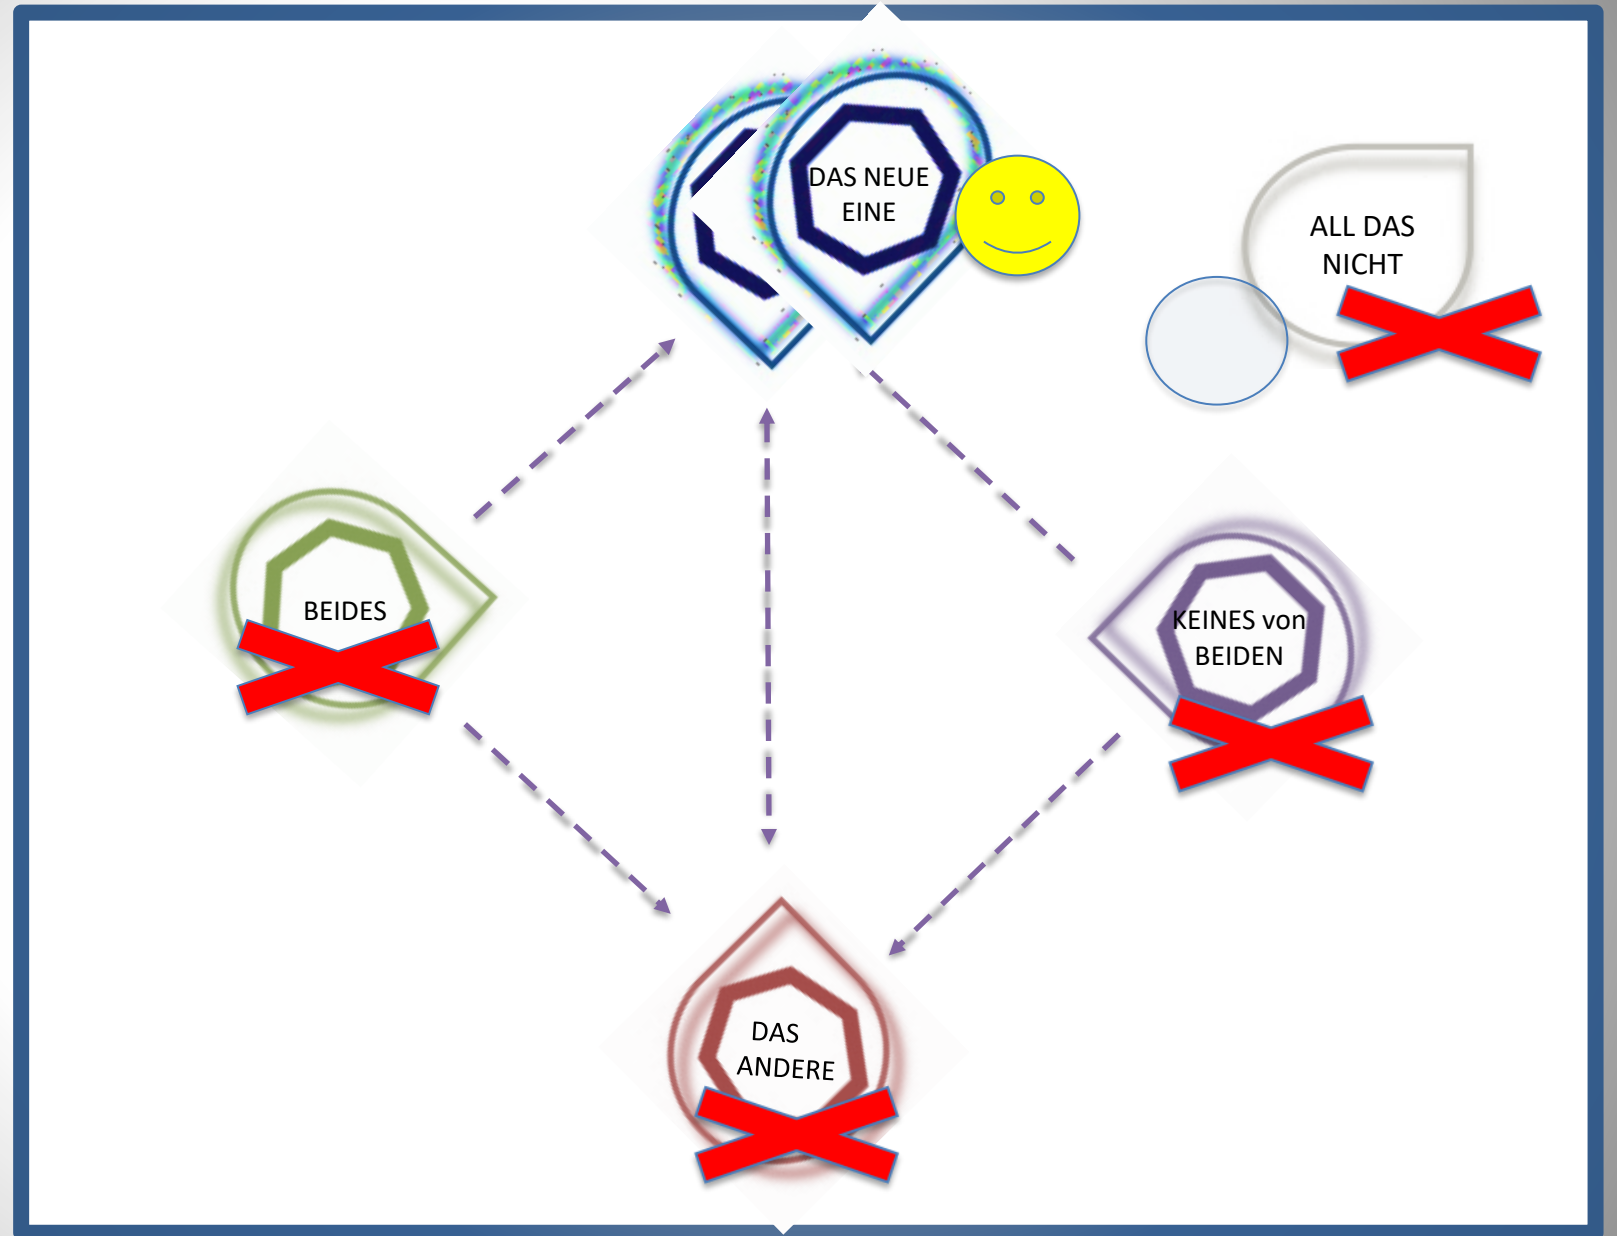 DAS NEUE
EINE
ALL DAS
NICHT
BEIDES
KEINES von
BEIDEN
DAS
ANDERE